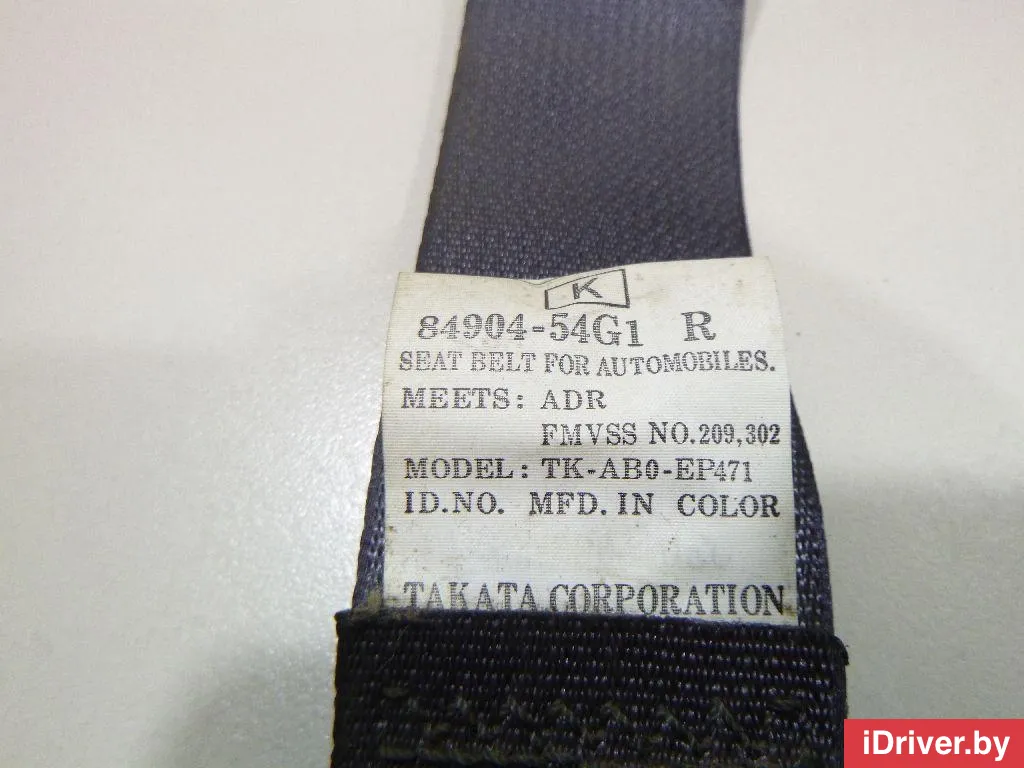 K
84904-54G1 R
SEAT BELT FOR AUTOMOBILES.
MEETS: ADR
FMVSS NO.209,302
MODEL: TK-AB0-EP471
ID.NO. MFD. IN COLOR
TAKATA CORPORATION
iDriver.by